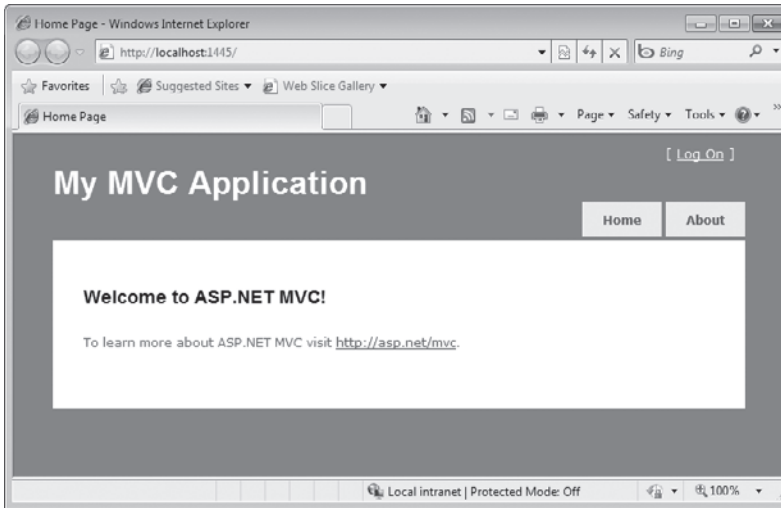 Home Page - Windows Internet Explorer
http://localhost:1445/
Bing
Favorites
Suggested Sites
Web Slice Gallery
Home Page
Page
Safety
Tools
»
[ Log On ]
My MVC Application
Home
About
Welcome to ASP.NET MVC!
To learn more about ASP.NET MVC visit http://asp.net/mvc.
Local intranet | Protected Mode: Off
100%